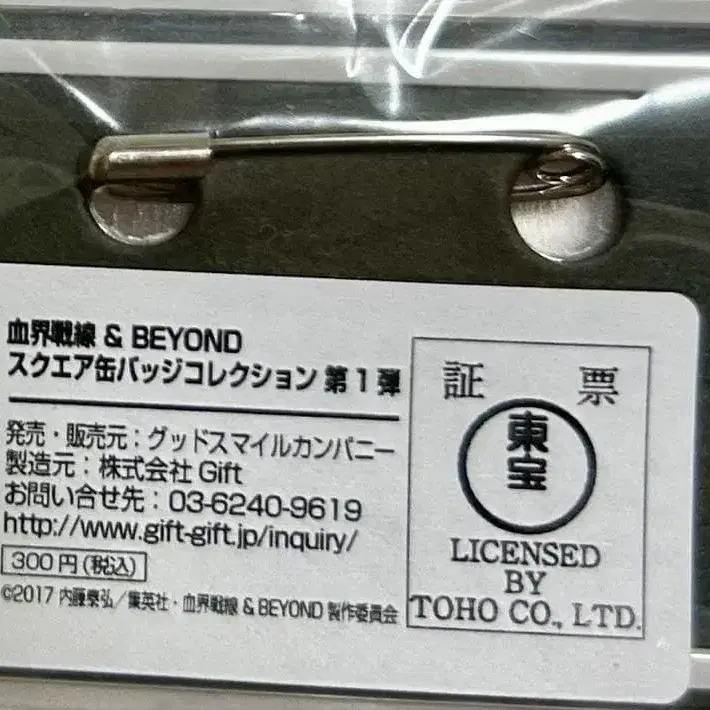 血界戦線 & BEYOND
スクエア缶バッジコレクション 第1弾
発売・販売元：グッドスマイルカンパニー
製造元：株式会社 Gift
お問い合せ先：03-6240-9619
http://www.gift-gift.jp/inquiry/
300円(税込)
©2017 内藤泰弘／集英社・血界戦線 & BEYOND 製作委員会
証票
東宝
LICENSED
BY
TOHO CO., LTD.